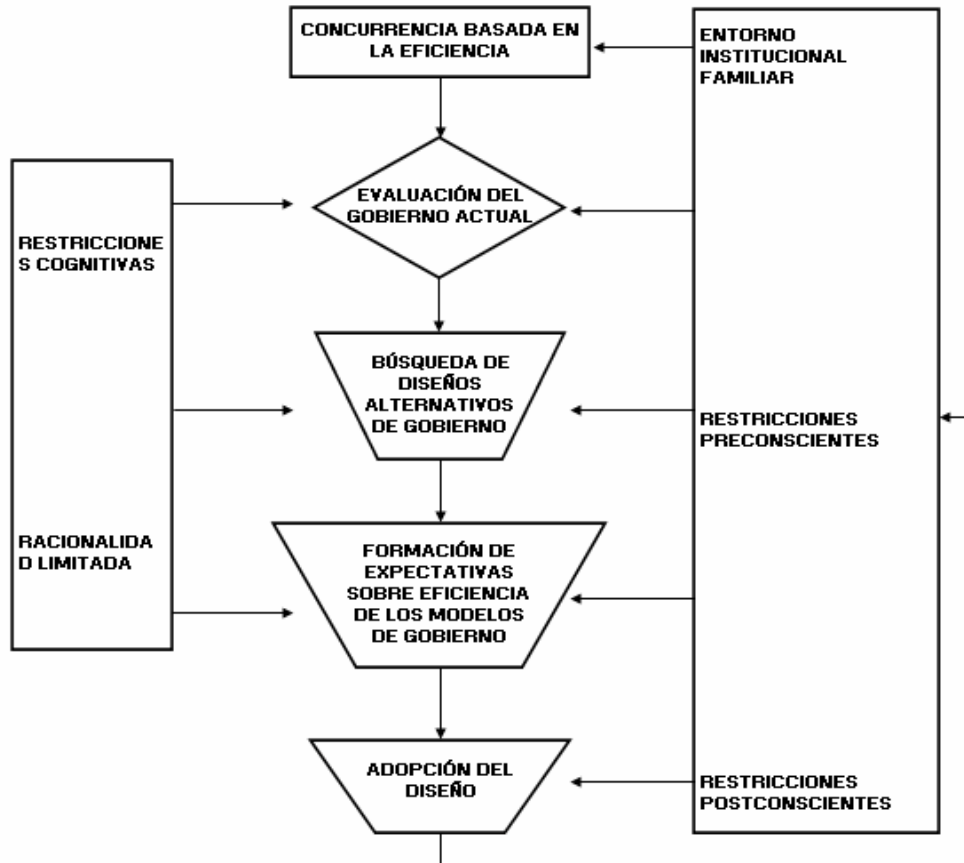 CONCURRENCIA BASADA EN
LA EFICIENCIA
ENTORNO
INSTITUCIONAL
FAMILIAR
EVALUACIÓN DEL
GOBIERNO ACTUAL
RESTRICCIONE
S COGNITIVAS
BÚSQUEDA DE
DISEÑOS
ALTERNATIVOS
DE GOBIERNO
RESTRICCIONES
PRECONSCIENTES
RACIONALIDA
D LIMITADA
FORMACIÓN DE
EXPECTATIVAS
SOBRE EFICIENCIA
DE LOS MODELOS
DE GOBIERNO
ADOPCIÓN DEL
DISEÑO
RESTRICCIONES
POSTCONSCIENTES